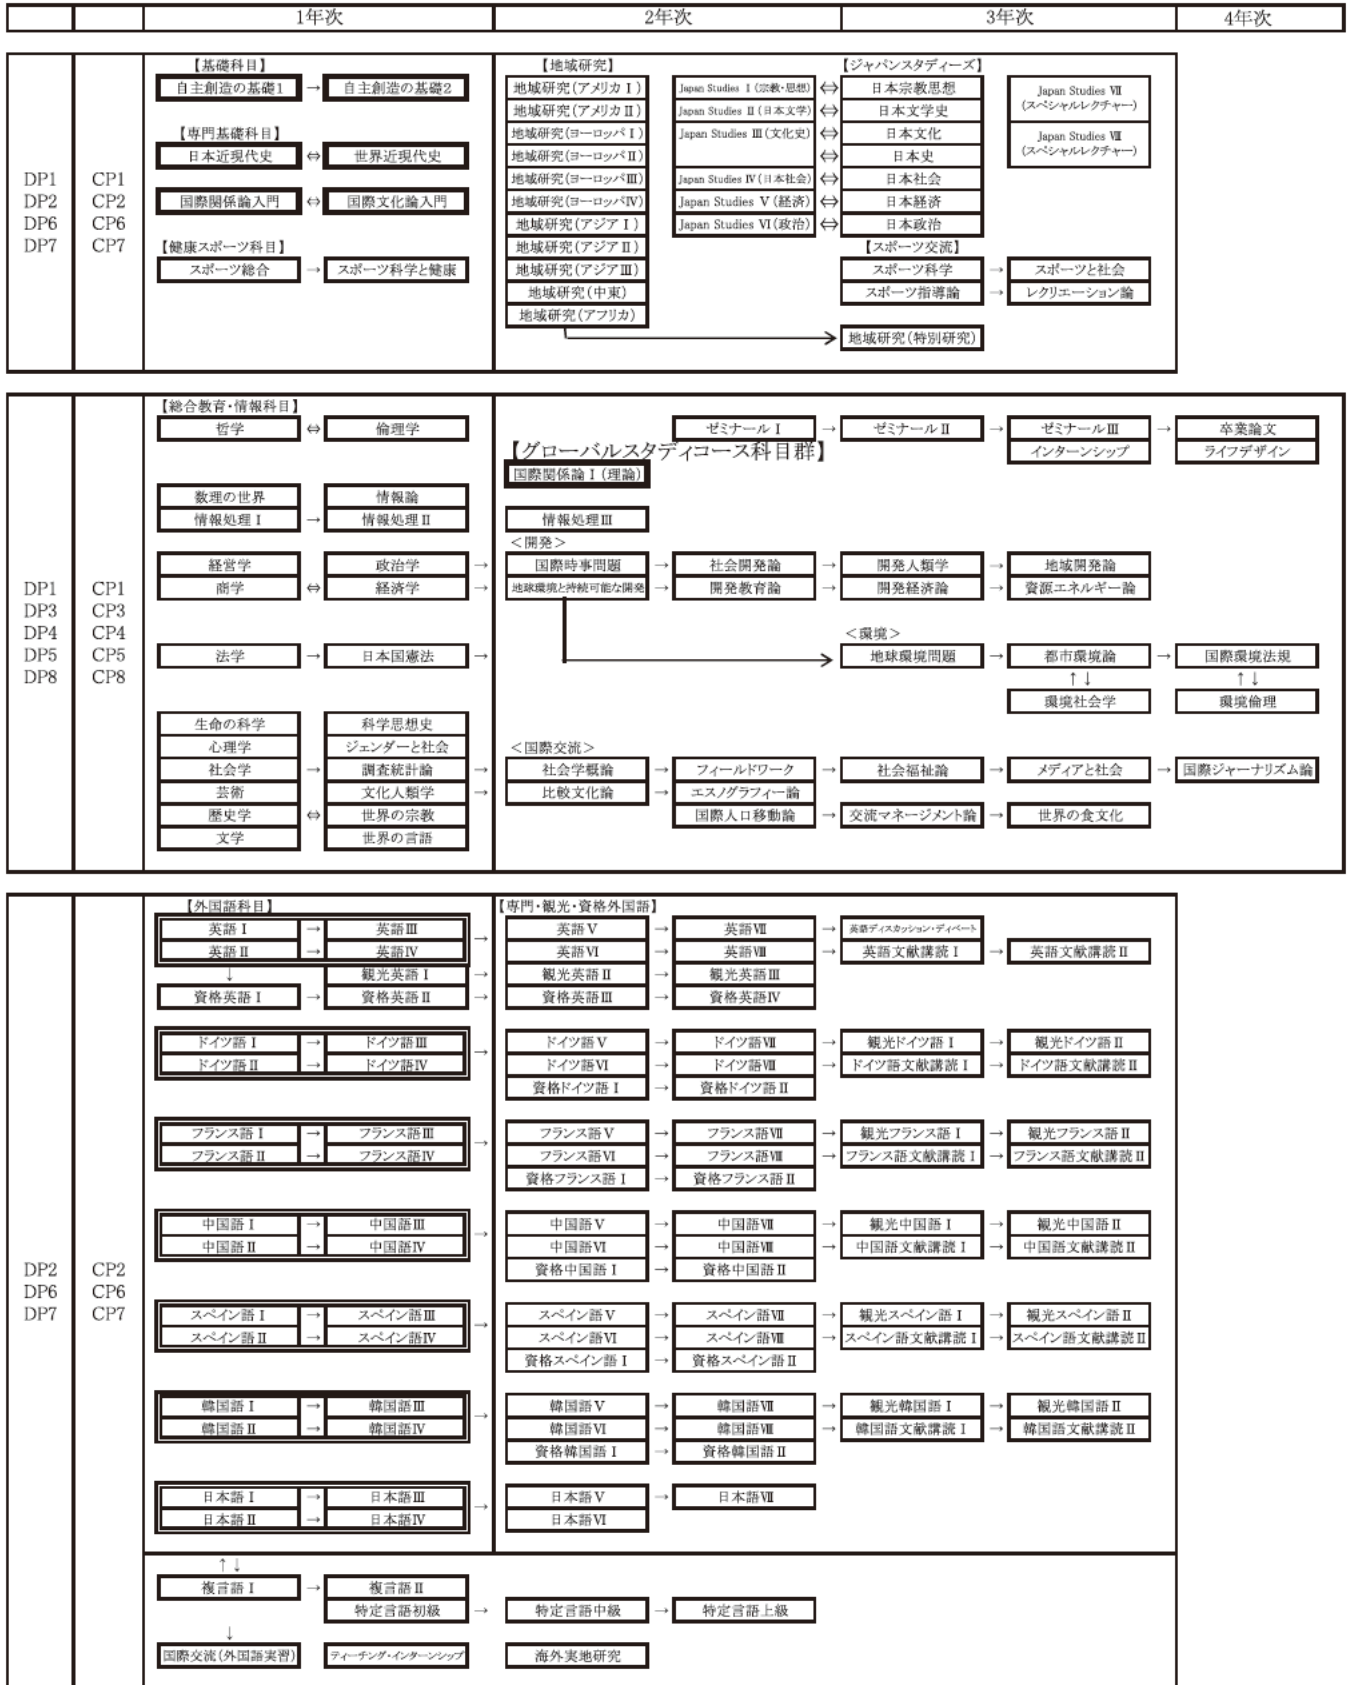 1年次 2年次 3年次 4年次
【基礎科目】 【地域研究】 【ジャパンスタディーズ】
自主創造の基礎1 → 自主創造の基礎2 地域研究(アメリカⅠ) Japan Studies Ⅰ(宗教・思想) ⇔ 日本宗教思想 Japan Studies Ⅶ
(スペシャルレクチャー)
地域研究(アメリカⅡ) Japan Studies Ⅱ(日本文学) ⇔ 日本文学史
【専門基礎科目】 地域研究(ヨーロッパⅠ) Japan Studies Ⅲ(文化史) ⇔ 日本文化 Japan Studies Ⅷ
(スペシャルレクチャー)
日本近現代史 ⇔ 世界近現代史 地域研究(ヨーロッパⅡ) ⇔ 日本史
DP1 CP1 地域研究(ヨーロッパⅢ) Japan Studies Ⅳ(日本社会) ⇔ 日本社会
DP2 CP2 国際関係論入門 ⇔ 国際文化論入門 地域研究(ヨーロッパⅣ) Japan Studies Ⅴ(経済) ⇔ 日本経済
DP6 CP6 地域研究(アジアⅠ) Japan Studies Ⅵ(政治) ⇔ 日本政治
DP7 CP7 【健康スポーツ科目】 地域研究(アジアⅡ) 【スポーツ交流】
スポーツ総合 → スポーツ科学と健康 地域研究(アジアⅢ) スポーツ科学 → スポーツと社会
地域研究(中東) スポーツ指導論 → レクリエーション論
地域研究(アフリカ)
地域研究(特別研究)
【総合教育・情報科目】
哲学 ⇔ 倫理学 ゼミナールⅠ → ゼミナールⅡ → ゼミナールⅢ → 卒業論文
【グローバルスタディコース科目群】 インターンシップ ライフデザイン
国際関係論Ⅰ(理論)
数理の世界 情報論
情報処理Ⅰ → 情報処理Ⅱ 情報処理Ⅲ
<開発>
経営学 政治学 → 国際時事問題 → 社会開発論 → 開発人類学 → 地域開発論
DP1 CP1 商学 ⇔ 経済学 → 地球環境と持続可能な開発 → 開発教育論 → 開発経済論 → 資源エネルギー論
DP3 CP3
DP4 CP4 <環境>
DP5 CP5 法学 → 日本国憲法 → 地球環境問題 → 都市環境論 → 国際環境法規
DP8 CP8 ↑↓ ↑↓
環境社会学 環境倫理
生命の科学 科学思想史
心理学 ジェンダーと社会 <国際交流>
社会学 → 調査統計論 → 社会学概論 → フィールドワーク → 社会福祉論 → メディアと社会 → 国際ジャーナリズム論
芸術 文化人類学 → 比較文化論 → エスノグラフィー論
歴史学 ⇔ 世界の宗教 国際人口移動論 → 交流マネージメント論 → 世界の食文化
文学 世界の言語
【外国語科目】 【専門・観光・資格外国語】
英語Ⅰ → 英語Ⅲ → 英語Ⅴ → 英語Ⅶ → 英語ディスカッション・ディベート
英語Ⅱ → 英語Ⅳ 英語Ⅵ → 英語Ⅷ → 英語文献講読Ⅰ → 英語文献講読Ⅱ
↓ 観光英語Ⅰ → 観光英語Ⅱ → 観光英語Ⅲ
資格英語Ⅰ → 資格英語Ⅱ → 資格英語Ⅲ → 資格英語Ⅳ
ドイツ語Ⅰ → ドイツ語Ⅲ → ドイツ語Ⅴ → ドイツ語Ⅶ → 観光ドイツ語Ⅰ → 観光ドイツ語Ⅱ
ドイツ語Ⅱ → ドイツ語Ⅳ ドイツ語Ⅵ → ドイツ語Ⅷ → ドイツ語文献講読Ⅰ → ドイツ語文献講読Ⅱ
資格ドイツ語Ⅰ → 資格ドイツ語Ⅱ
フランス語Ⅰ → フランス語Ⅲ → フランス語Ⅴ → フランス語Ⅶ → 観光フランス語Ⅰ → 観光フランス語Ⅱ
フランス語Ⅱ → フランス語Ⅳ フランス語Ⅵ → フランス語Ⅷ → フランス語文献講読Ⅰ → フランス語文献講読Ⅱ
資格フランス語Ⅰ → 資格フランス語Ⅱ
中国語Ⅰ → 中国語Ⅲ → 中国語Ⅴ → 中国語Ⅶ → 観光中国語Ⅰ → 観光中国語Ⅱ
中国語Ⅱ → 中国語Ⅳ 中国語Ⅵ → 中国語Ⅷ → 中国語文献講読Ⅰ → 中国語文献講読Ⅱ
DP2 CP2 資格中国語Ⅰ → 資格中国語Ⅱ
DP6 CP6
DP7 CP7 スペイン語Ⅰ → スペイン語Ⅲ → スペイン語Ⅴ → スペイン語Ⅶ → 観光スペイン語Ⅰ → 観光スペイン語Ⅱ
スペイン語Ⅱ → スペイン語Ⅳ スペイン語Ⅵ → スペイン語Ⅷ → スペイン語文献講読Ⅰ → スペイン語文献講読Ⅱ
資格スペイン語Ⅰ → 資格スペイン語Ⅱ
韓国語Ⅰ → 韓国語Ⅲ → 韓国語Ⅴ → 韓国語Ⅶ → 観光韓国語Ⅰ → 観光韓国語Ⅱ
韓国語Ⅱ → 韓国語Ⅳ 韓国語Ⅵ → 韓国語Ⅷ → 韓国語文献講読Ⅰ → 韓国語文献講読Ⅱ
資格韓国語Ⅰ → 資格韓国語Ⅱ
日本語Ⅰ → 日本語Ⅲ → 日本語Ⅴ → 日本語Ⅶ
日本語Ⅱ → 日本語Ⅳ 日本語Ⅵ
↑↓
複言語Ⅰ → 複言語Ⅱ
特定言語初級 → 特定言語中級 → 特定言語上級
↓
国際交流(外国語実習) ティーチング・インターンシップ 海外実地研究